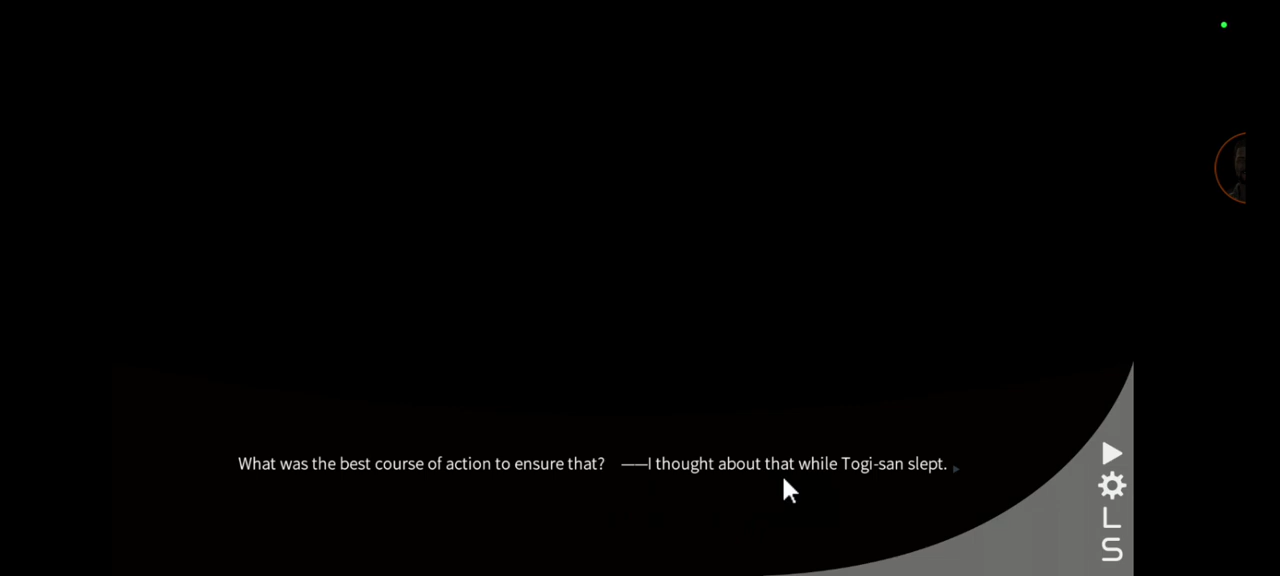 What was the best course of action to ensure that? ——I thought about that while Togi-san slept.
L
S